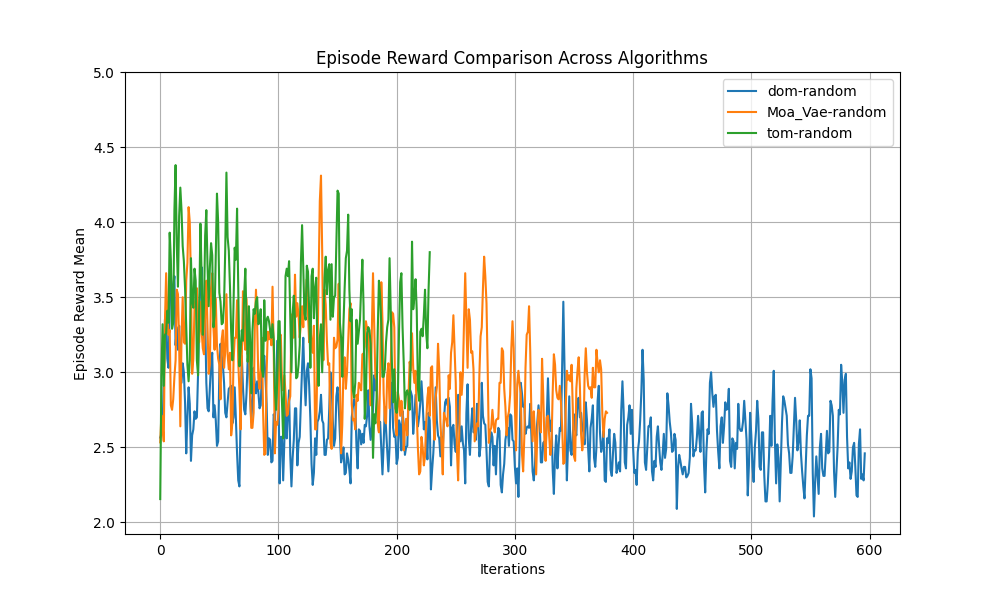 Episode Reward Comparison Across Algorithms
5.0
4.5
4.0
3.5
3.0
2.5
2.0
Episode Reward Mean
dom-random
Moa_Vae-random
tom-random
0 100 200 300 400 500 600
Iterations